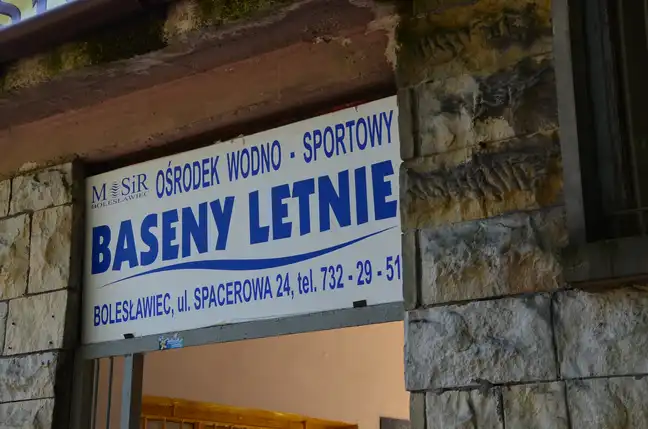 MOSiR
BOLESŁAWIEC
OŚRODEK WODNO - SPORTOWY
BASENY LETNIE
BOLESŁAWIEC, ul. SPACEROWA 24, tel. 732 - 29 - 51